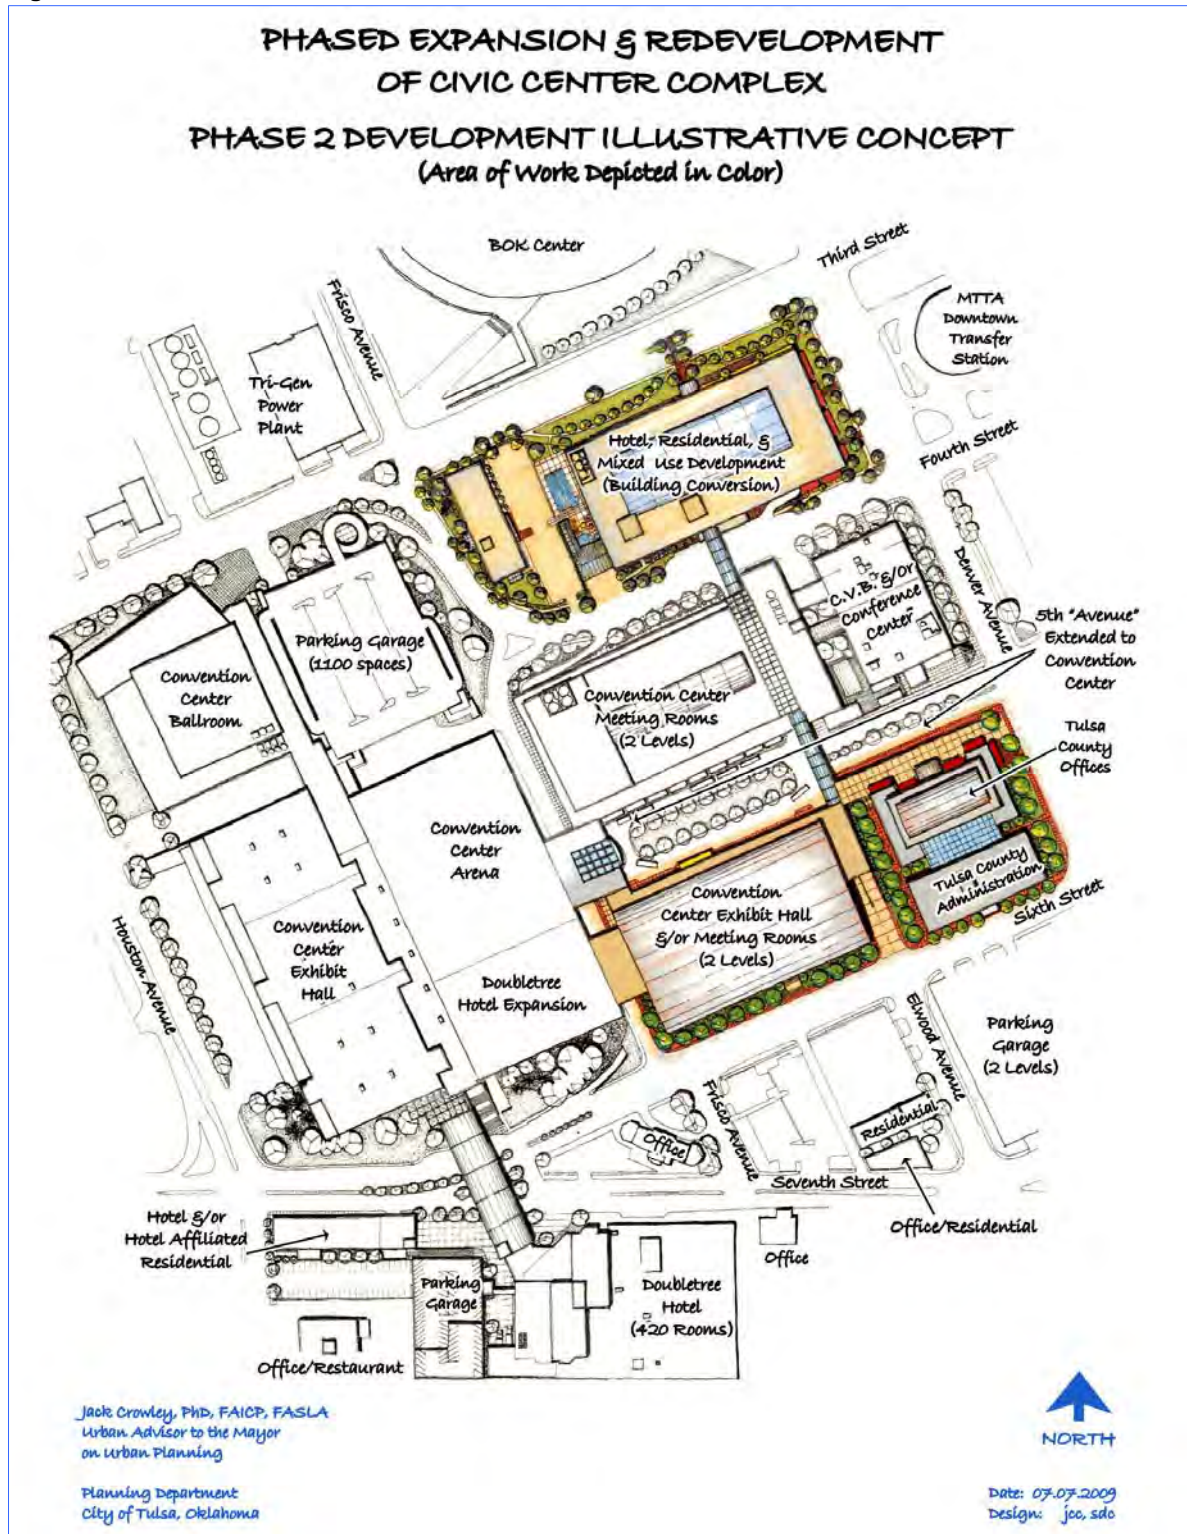 PHASED EXPANSION & REDEVELOPMENT
OF CIVIC CENTER COMPLEX
PHASE 2 DEVELOPMENT ILLUSTRATIVE CONCEPT
(Area of Work Depicted in Color)
BOK Center
Third Street
Frisco Avenue
MTTA
Downtown
Transfer
Station
Tri-Gen
Power
Plant
Fourth Street
Hotel, Residential, &
Mixed Use Development
(Building Conversion)
Denver Avenue
C.V.B. &/or
Conference
Center
5th "Avenue"
Extended to
Convention
Center
Parking Garage
(1100 spaces)
Convention
Center
Ballroom
Convention Center
Meeting Rooms
(2 Levels)
Tulsa
County
Offices
Convention
Center
Arena
Tulsa County
Administration
Sixth Street
Convention
Center Exhibit Hall
&/or Meeting Rooms
(2 Levels)
Houston Avenue
Convention
Center
Exhibit
Hall
Doubletree
Hotel Expansion
Elwood Avenue
Parking
Garage
(2 Levels)
Frisco Avenue
Residential
Office
Seventh Street
Office/Residential
Hotel &/or
Hotel Affiliated
Residential
Office
Parking
Garage
Doubletree
Hotel
(420 Rooms)
Office/Restaurant
Jack Crowley, PhD, FAICP, FASLA
Urban Advisor to the Mayor
on Urban Planning
NORTH
Planning Department
City of Tulsa, Oklahoma
Date: 07.07.2009
Design: jcc, sdc